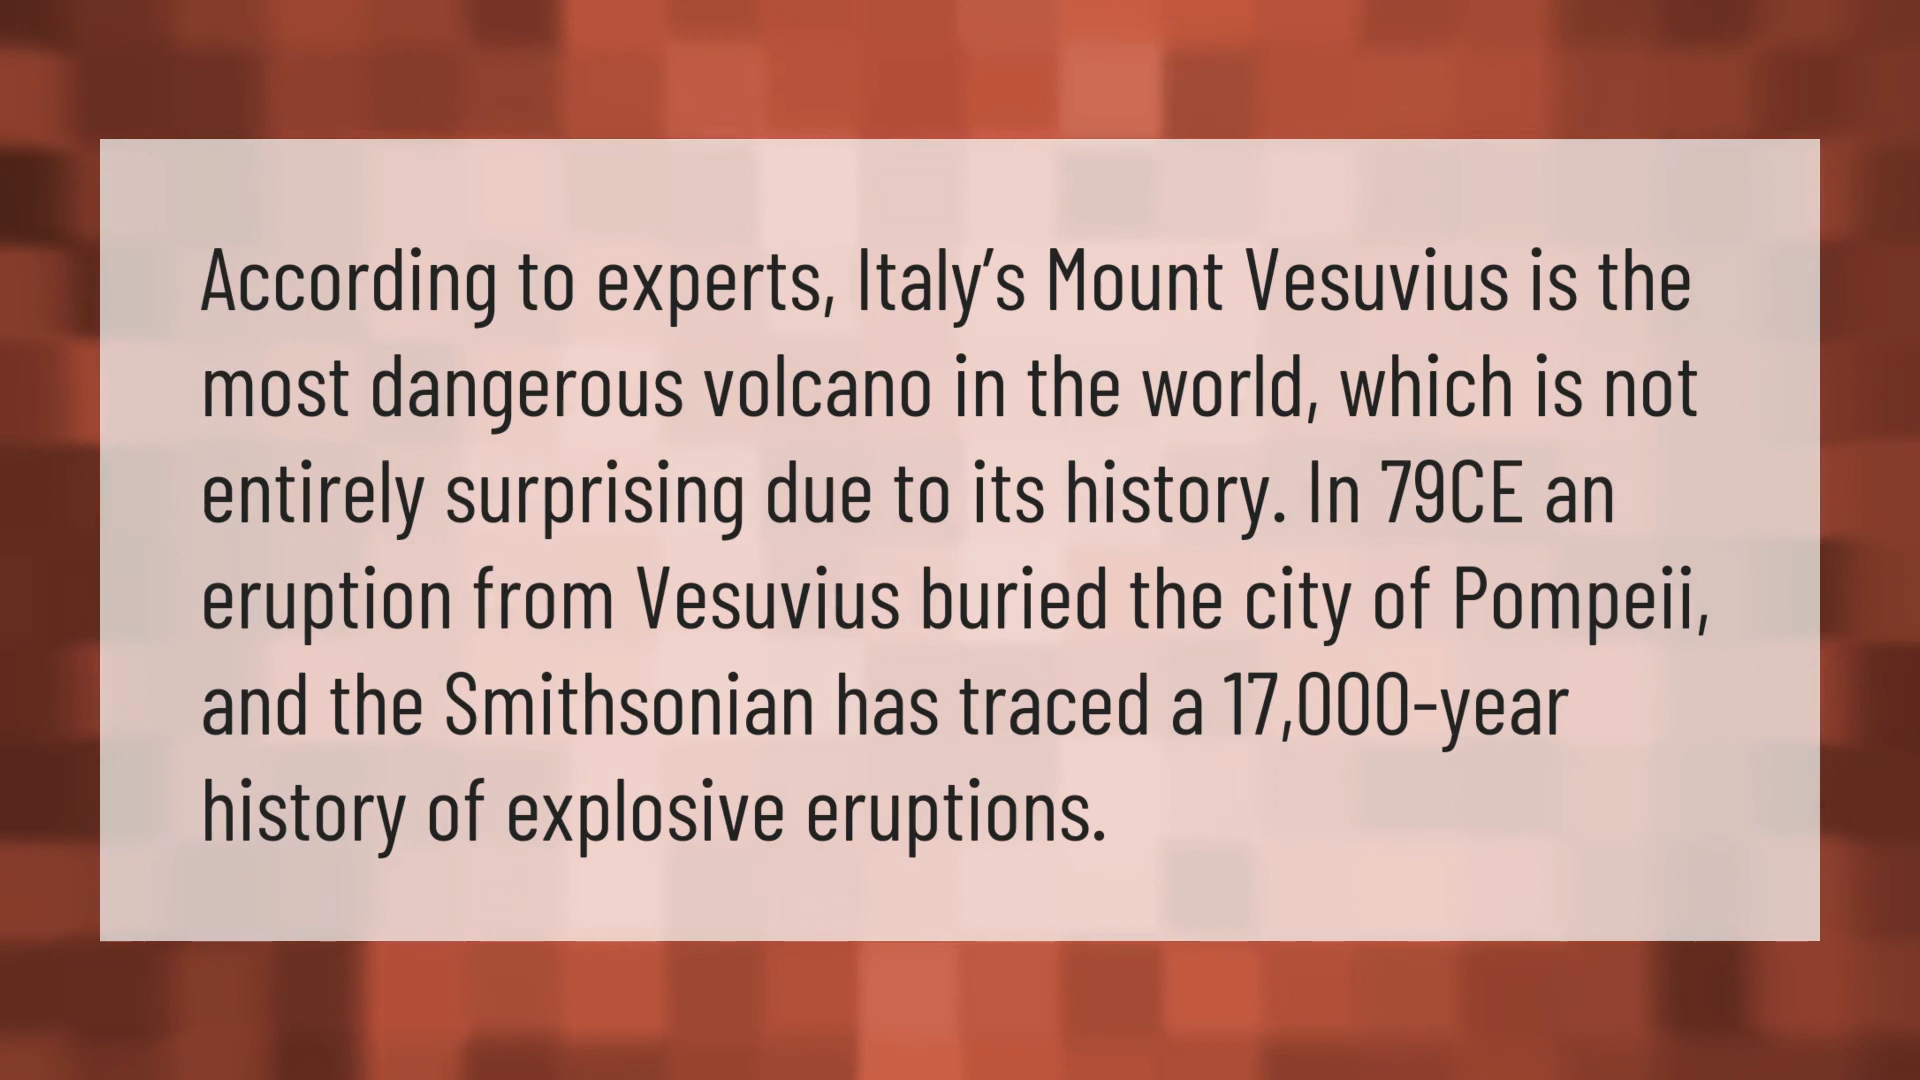 According to experts, Italy’s Mount Vesuvius is the
most dangerous volcano in the world, which is not
entirely surprising due to its history. In 79CE an
eruption from Vesuvius buried the city of Pompeii,
and the Smithsonian has traced a 17,000-year
history of explosive eruptions.